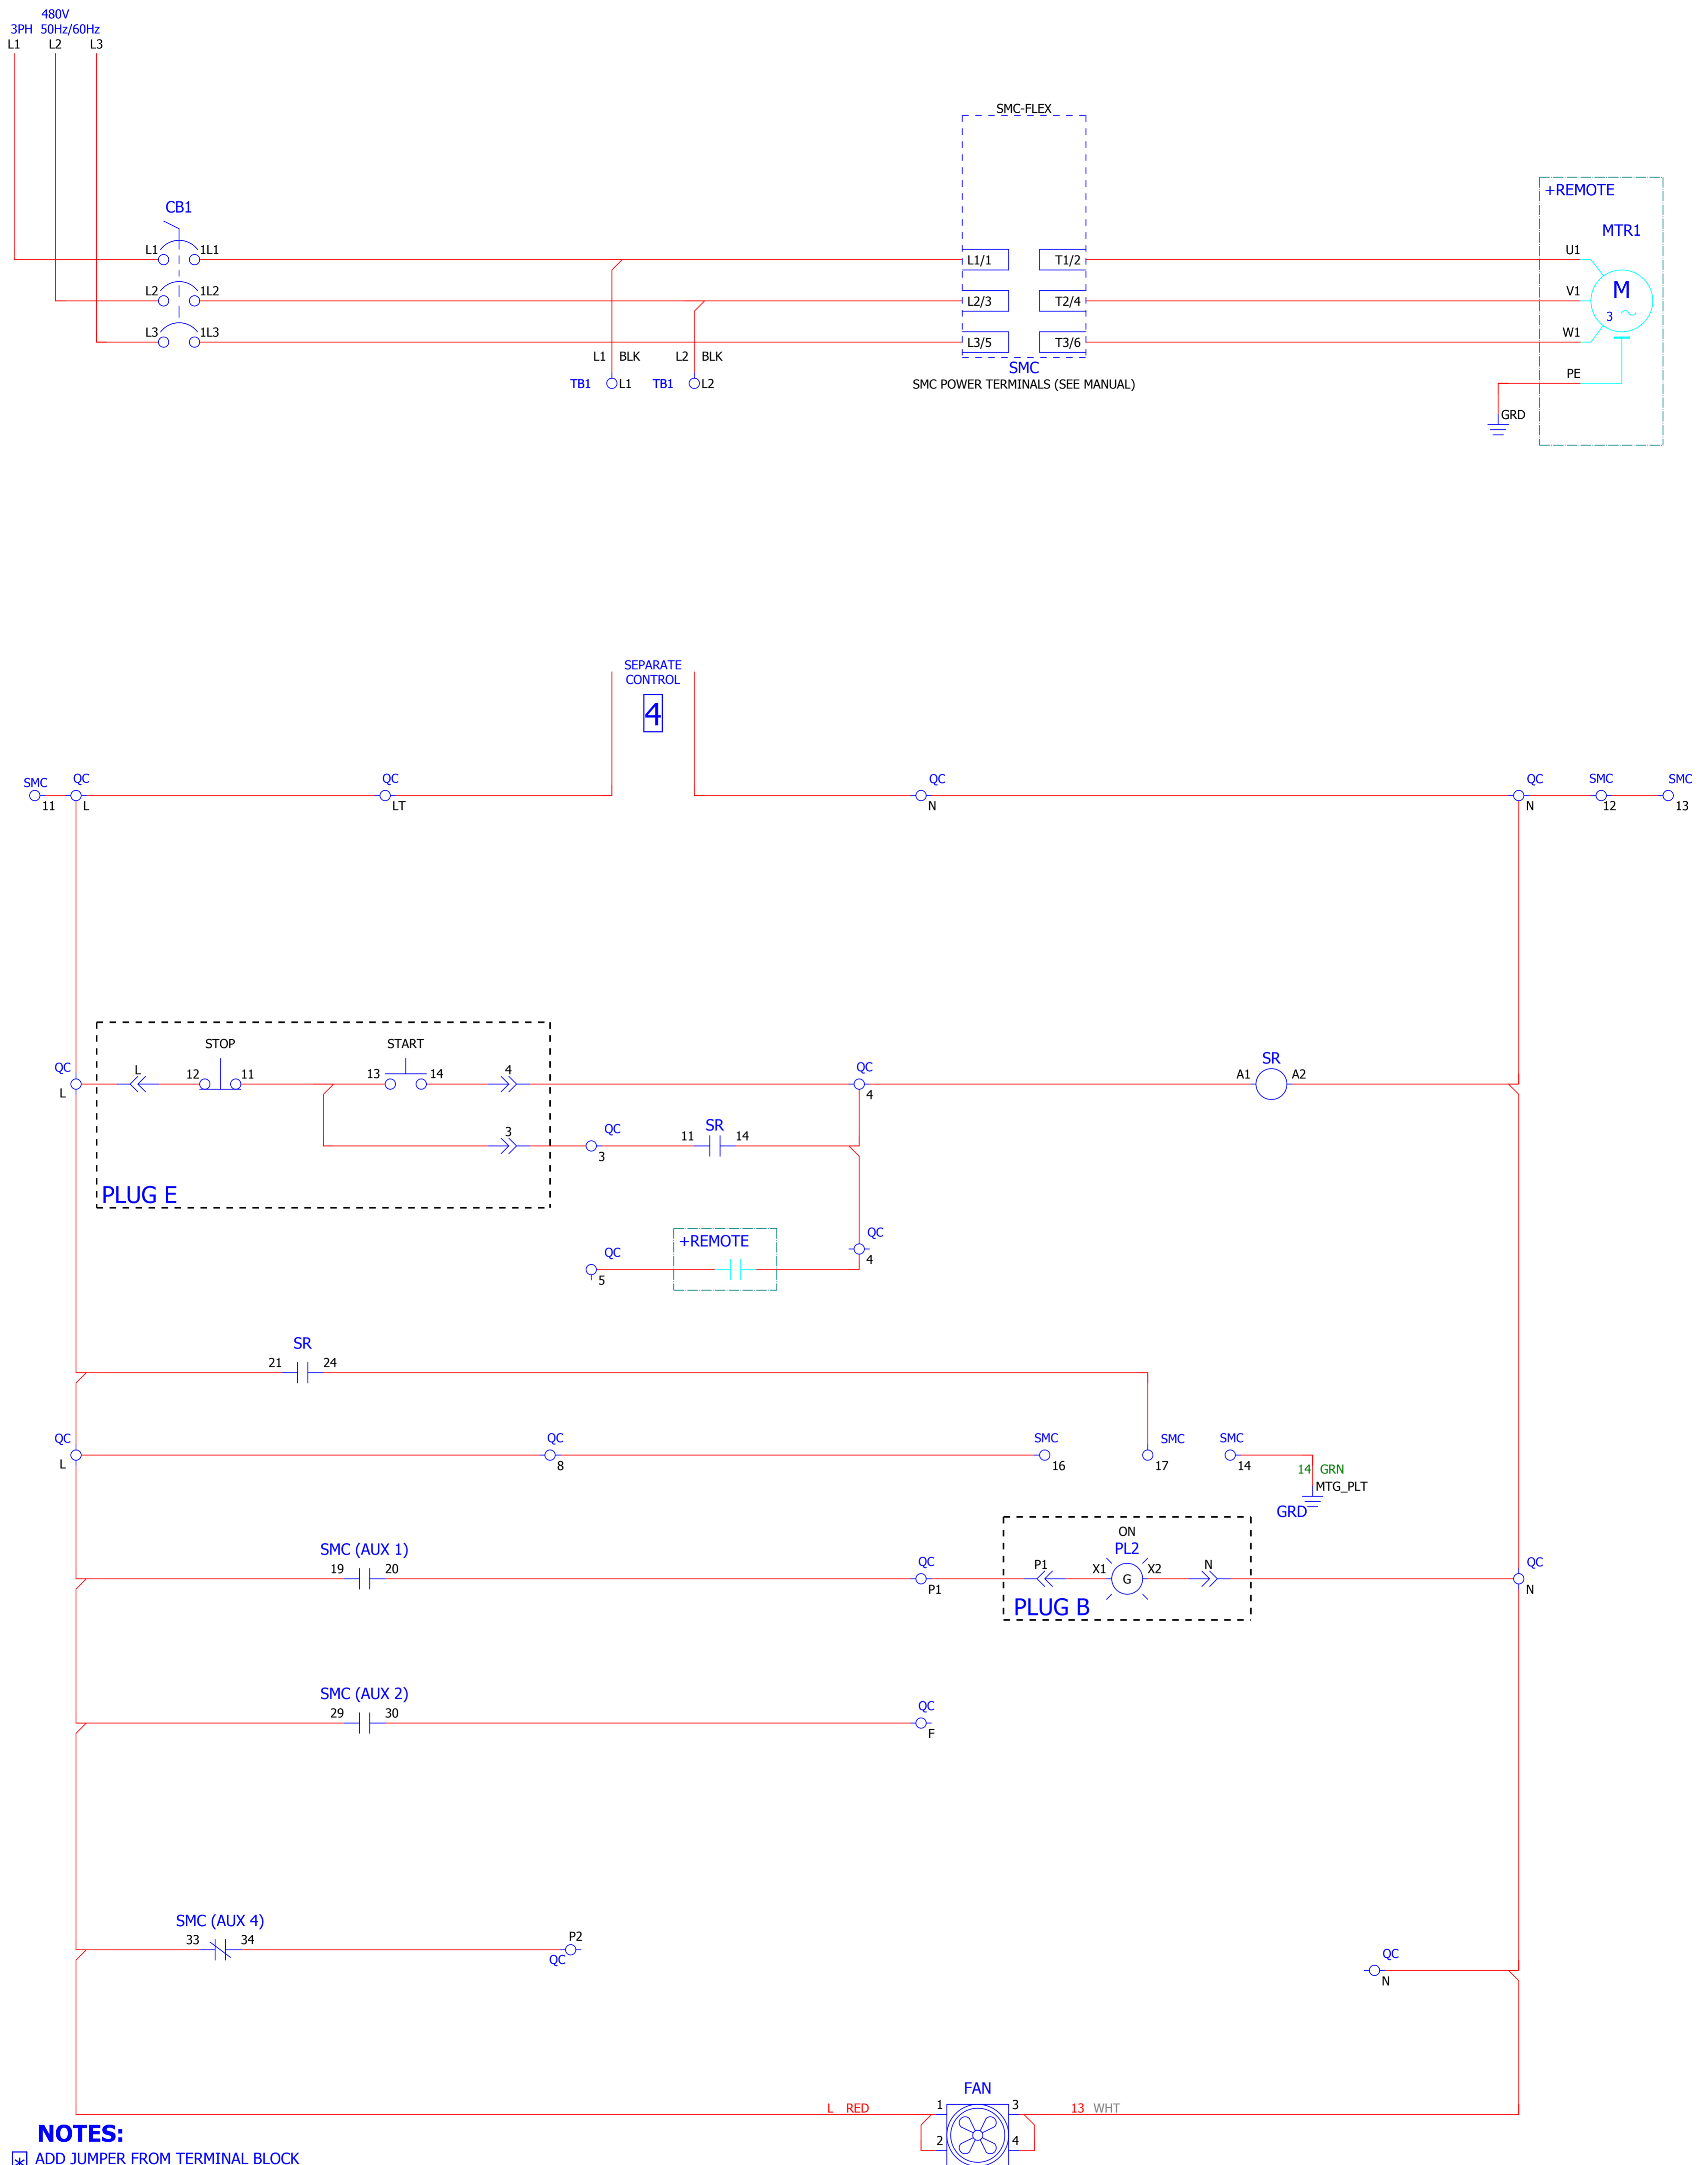 480V
3PH 50Hz/60Hz
L1 L2 L3
SMC-FLEX
+REMOTE
CB1
MTR1
L1 1L1
L1/1 T1/2
U1
L2 1L2
L2/3 T2/4
V1
M
3
L3 1L3
L3/5 T3/6
W1
L1 BLK L2 BLK
SMC
PE
TB1 L1 TB1 L2
SMC POWER TERMINALS (SEE MANUAL)
GRD
SEPARATE
CONTROL
4
SMC QC QC QC QC SMC SMC
11 L LT N N 12 13
STOP START
SR
QC L 12 11 13 14 4 QC A1 A2
L 4
3 QC 11 SR 14
3
PLUG E
+REMOTE QC
QC 4
5
SR
21 24
QC QC SMC SMC SMC
L 8 16 17 14
14 GRN
MTG_PLT
GRD
ON
SMC (AUX 1) PL2
19 20 QC P1 X1 G X2 N QC
P1 N
PLUG B
SMC (AUX 2)
29 30 QC
F
SMC (AUX 4)
33 34 P2
QC QC
N
FAN
L RED 1 3 13 WHT
2 4
NOTES:
* ADD JUMPER FROM TERMINAL BLOCK